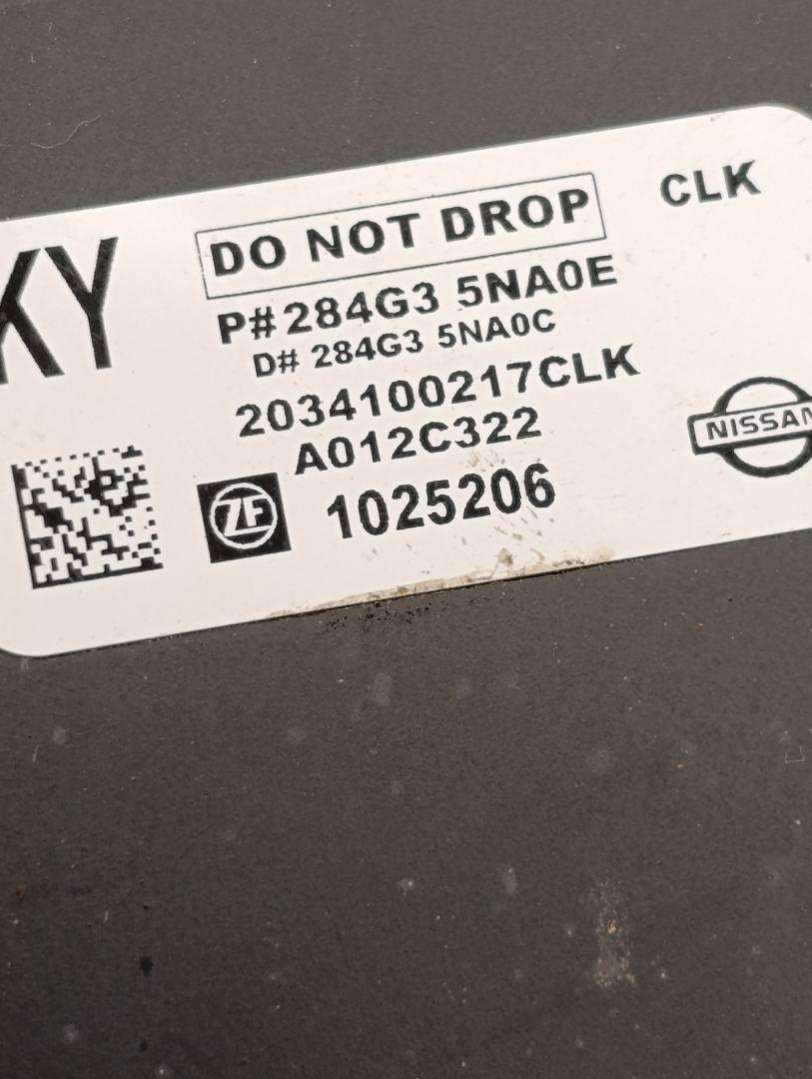 KY
DO NOT DROP
CLK
P#284G3 5NA0E
D# 284G3 5NA0C
2034100217CLK
A012C322
1025206
ZF
NISSAN